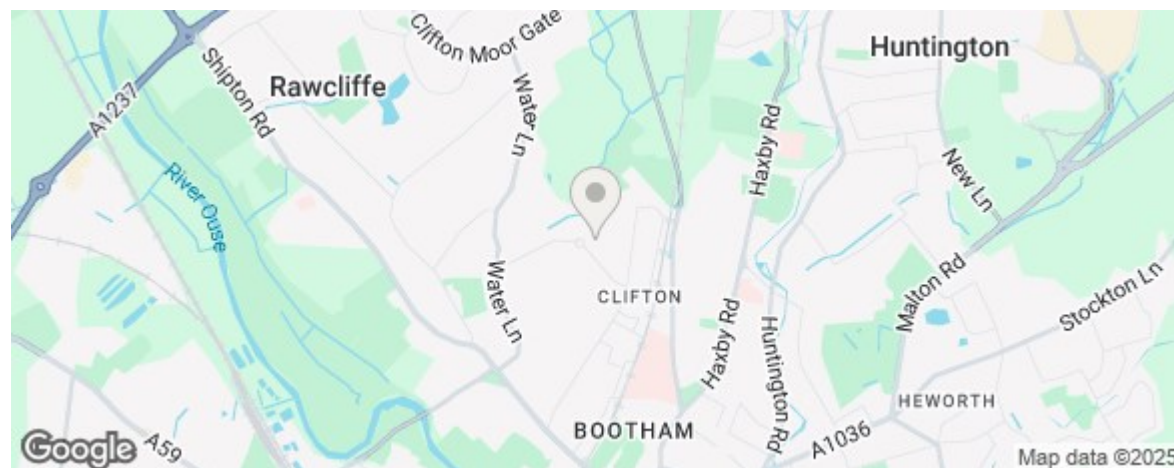 Clifton Moor Gate
Huntington
Shipton Rd
Rawcliffe
A1237
Water Ln
Haxby Rd
River Ouse
New Ln
Water Ln
CLIFTON
Malton Rd
Stockton Ln
Haxby Rd
Huntington Rd
HEWORTH
BOOTHAM
A1036
A59
Google
Map data ©2025